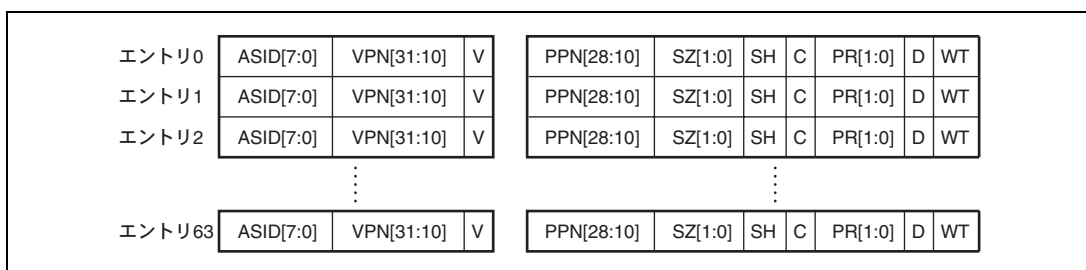 エントリ0 ASID[7:0] VPN[31:10] V PPN[28:10] SZ[1:0] SH C PR[1:0] D WT
エントリ1 ASID[7:0] VPN[31:10] V PPN[28:10] SZ[1:0] SH C PR[1:0] D WT
エントリ2 ASID[7:0] VPN[31:10] V PPN[28:10] SZ[1:0] SH C PR[1:0] D WT
エントリ63 ASID[7:0] VPN[31:10] V PPN[28:10] SZ[1:0] SH C PR[1:0] D WT